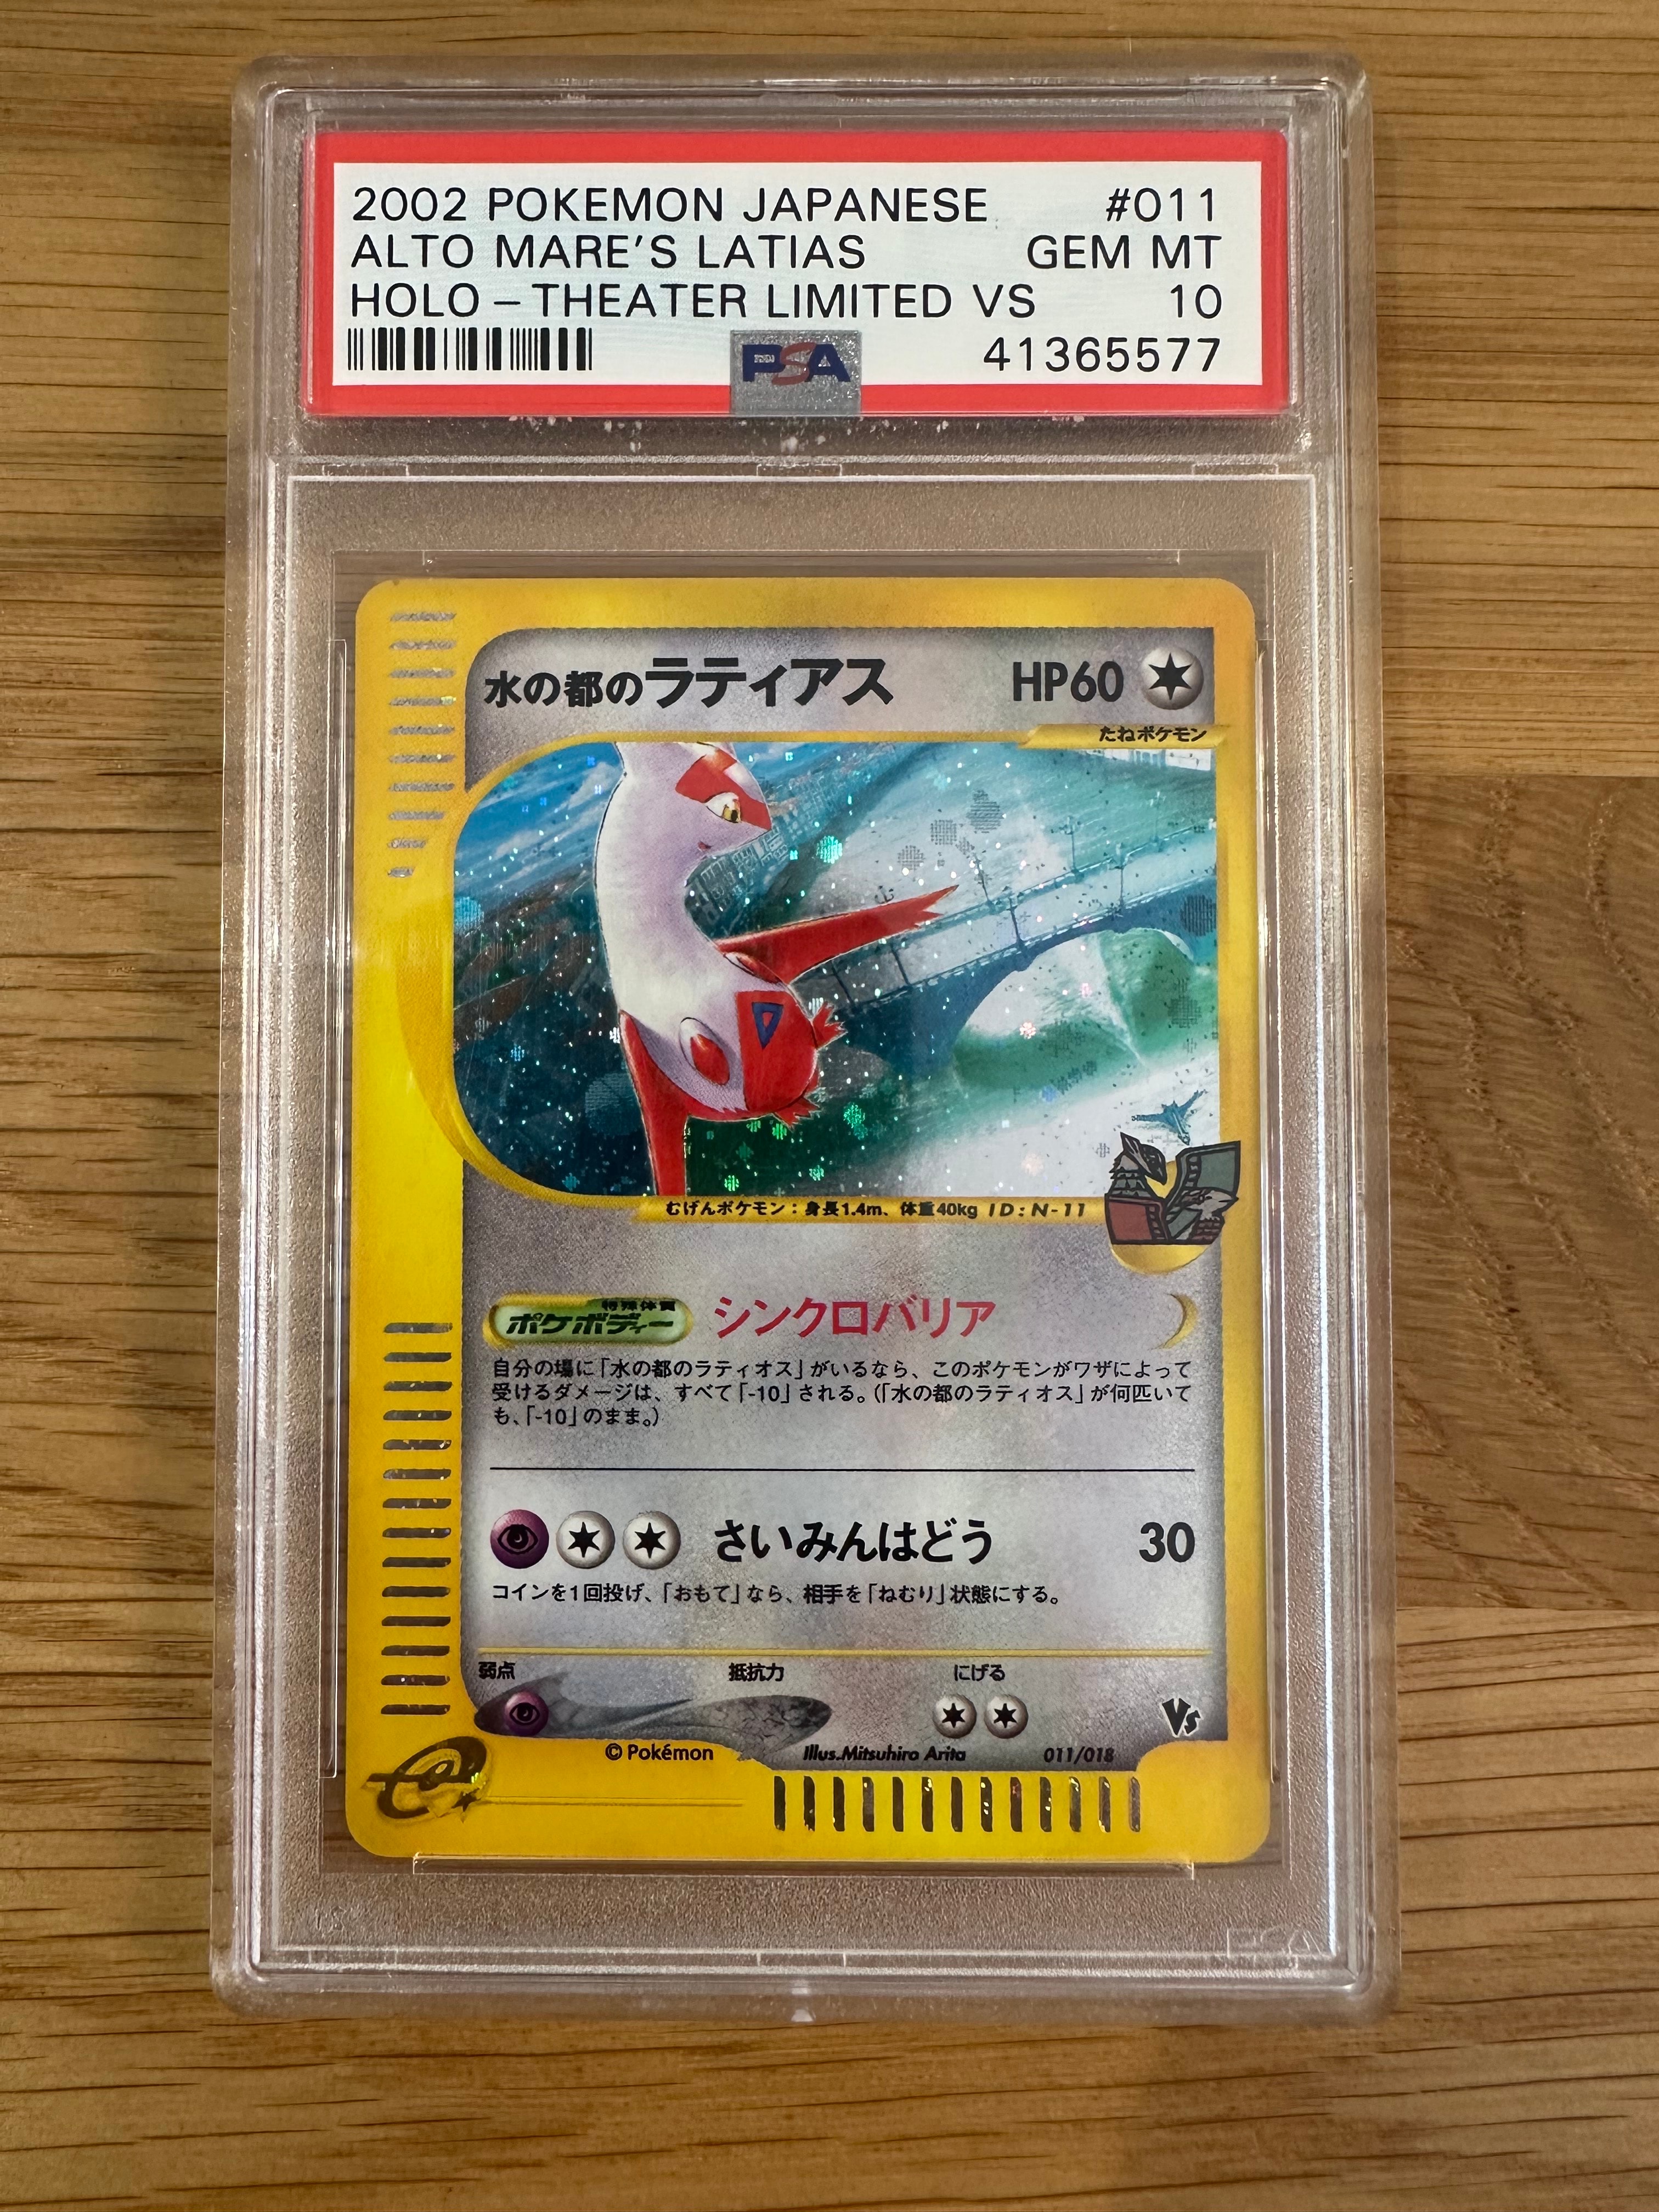 2002 POKEMON JAPANESE #011
ALTO MARE'S LATIAS GEM MT
HOLO-THEATER LIMITED VS 10
PSA 41365577
水の都のラティアス HP60
たねポケモン
むげんポケモン：身長1.4m、体重40kg ID:N-11
特殊体質
ポケボディー シンクロバリア
自分の場に「水の都のラティオス」がいるなら、このポケモンがワザによって
受けるダメージは、すべて「-10」される。（「水の都のラティオス」が何匹いて
も、「-10」のまま。）
さいみんはどう 30
コインを1回投げ、「おもて」なら、相手を「ねむり」状態にする。
弱点 抵抗力 にげる
VS
© Pokémon Illus.Mitsuhiro Arita 011/018
e
PSA